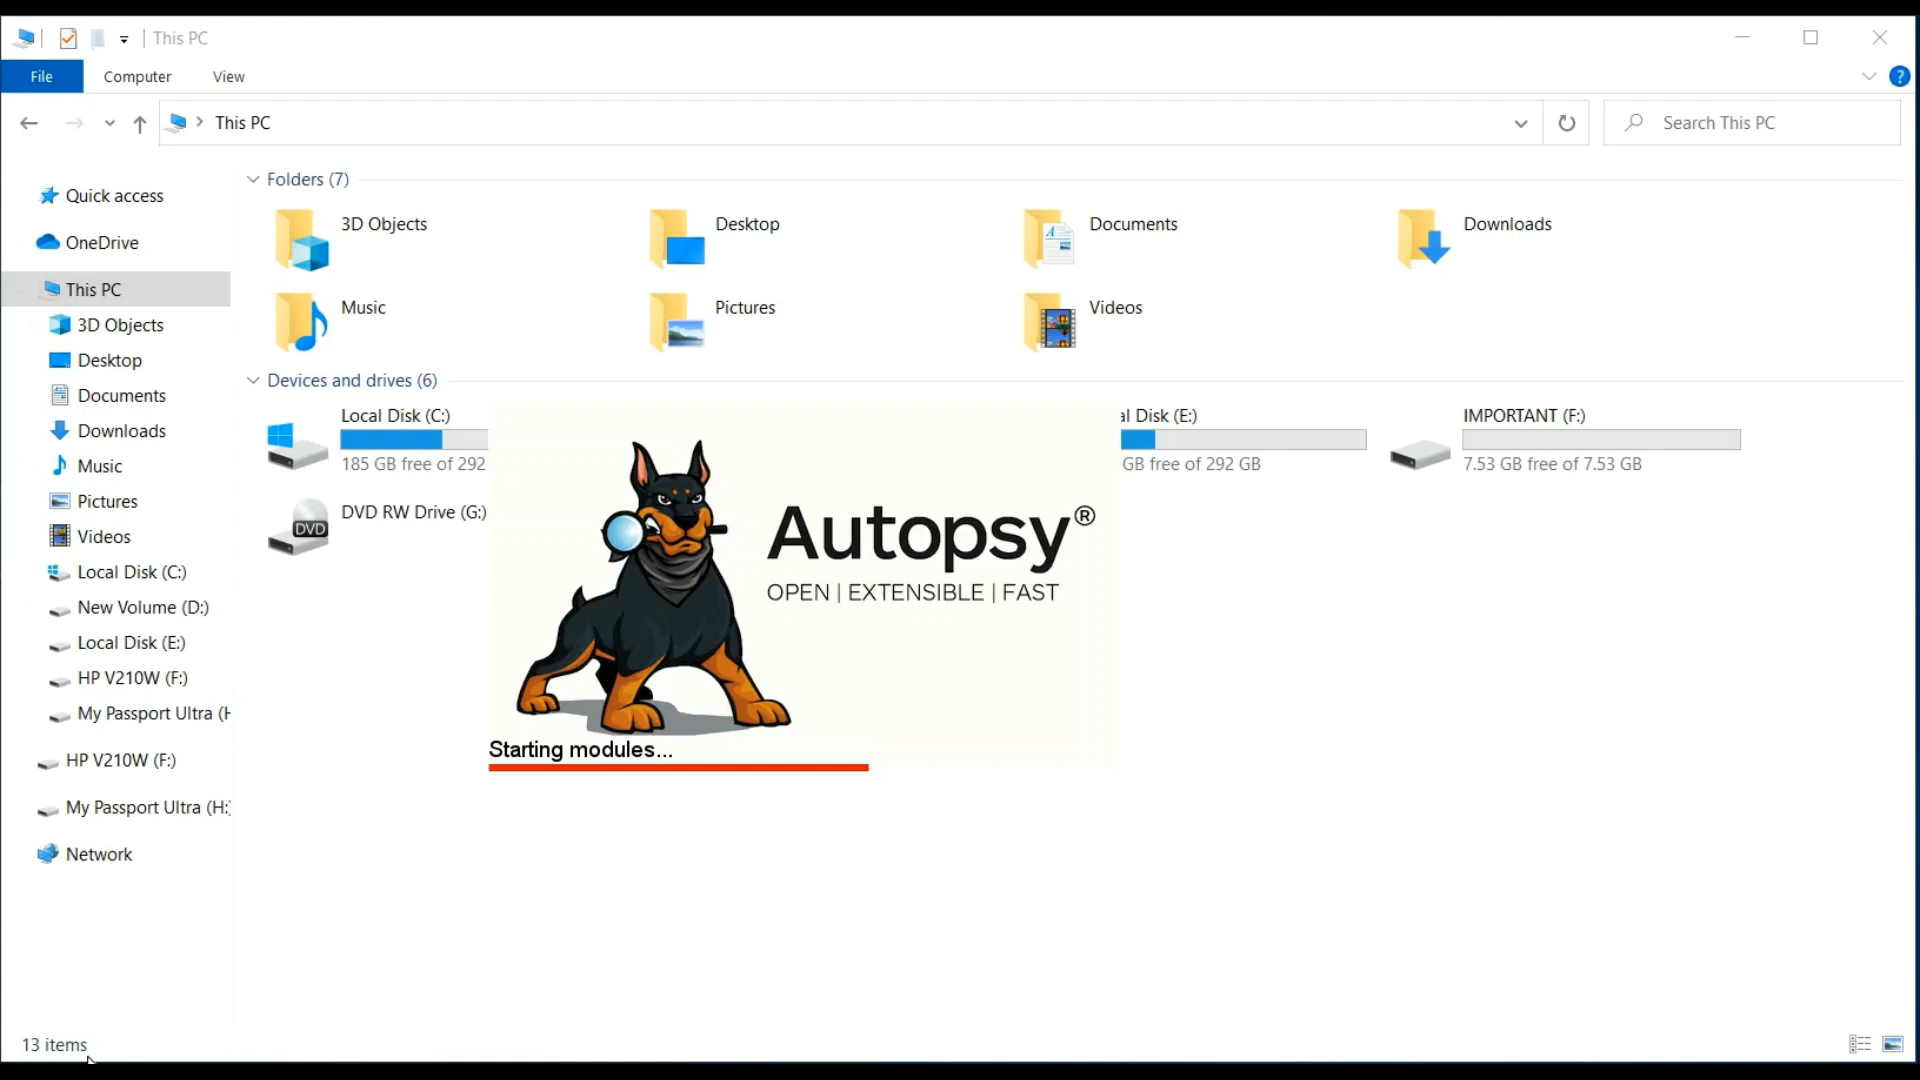 This PC
File
Computer
View
?
This PC
Search This PC
Quick access
OneDrive
This PC
3D Objects
Desktop
Documents
Downloads
Music
Pictures
Videos
Local Disk (C:)
New Volume (D:)
Local Disk (E:)
HP V210W (F:)
My Passport Ultra (H
HP V210W (F:)
My Passport Ultra (H:)
Network
Folders (7)
3D Objects
Desktop
Documents
Downloads
Music
Pictures
Videos
Devices and drives (6)
Local Disk (C:)
185 GB free of 292
al Disk (E:)
GB free of 292 GB
IMPORTANT (F:)
7.53 GB free of 7.53 GB
DVD
DVD RW Drive (G:)
Autopsy®
OPEN | EXTENSIBLE | FAST
Starting modules...
13 items